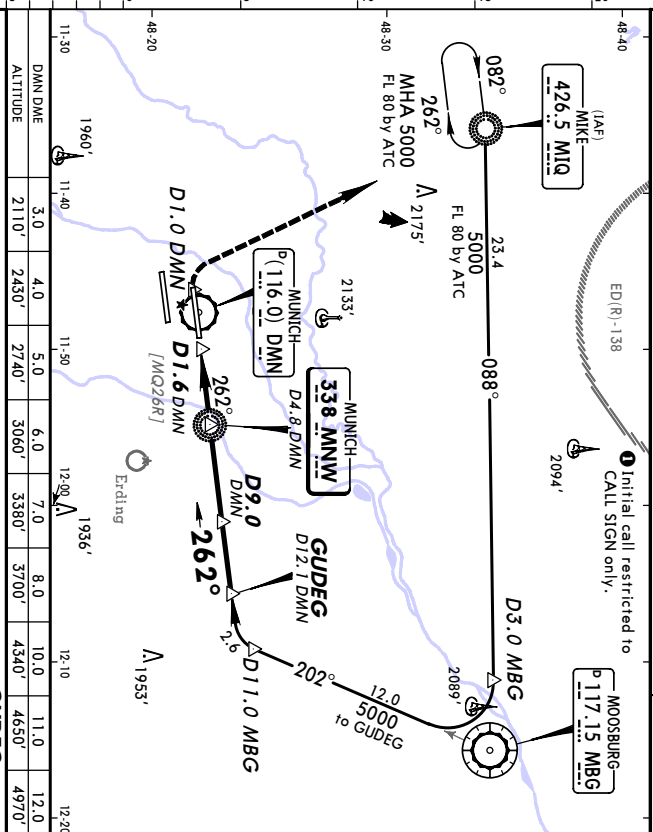 ❶ Initial call restricted to
CALL SIGN only.
ED(R)-138
(IAF)
MIKE
426.5 MIQ
082°
262°
MHA 5000
FL 80 by ATC
23.4
5000
FL 80 by ATC
088°
D3.0 MBG
MOOSBURG
D 117.15 MBG
2094'
2089'
2175'
2133'
12.0
5000
to GUDEG
202°
D11.0 MBG
2.6
GUDEG
D12.1 DMN
262°
D9.0
DMN
MUNICH
338 MNW
D4.8 DMN
262°
MUNICH
D (116.0) DMN
D1.0 DMN
D1.6 DMN
[MQ26R]
Erding
1960'
1936'
1953'
48-20
48-30
48-40
11-30
11-40
11-50
12-00
12-10
12-20
DMN DME 3.0 4.0 5.0 6.0 7.0 8.0 10.0 11.0 12.0
ALTITUDE 2110' 2430' 2740' 3060' 3380' 3700' 4340' 4650' 4970'